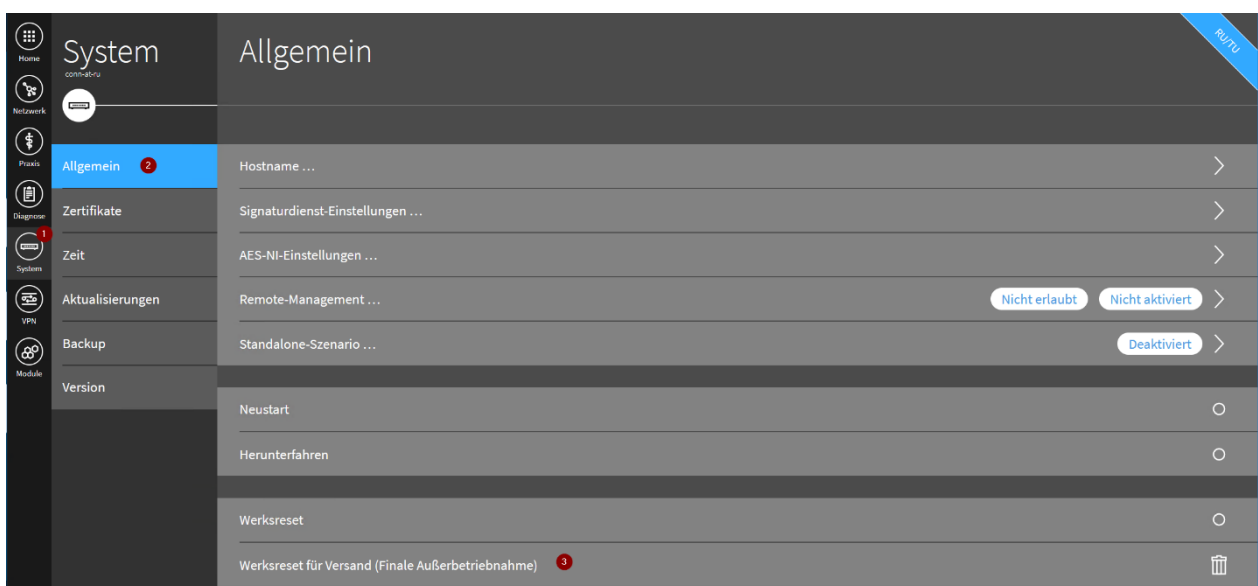 Home
Netzwerk
Praxis
Diagnose
1
System
VPN
Module
System
conn-at-ru
Allgemein 2
Zertifikate
Zeit
Aktualisierungen
Backup
Version
Allgemein
RU/TU
Hostname ...
Signaturdienst-Einstellungen ...
AES-NI-Einstellungen ...
Remote-Management ... Nicht erlaubt Nicht aktiviert
Standalone-Szenario ... Deaktiviert
Neustart
Herunterfahren
Werksreset
Werksreset für Versand (Finale Außerbetriebnahme) 3